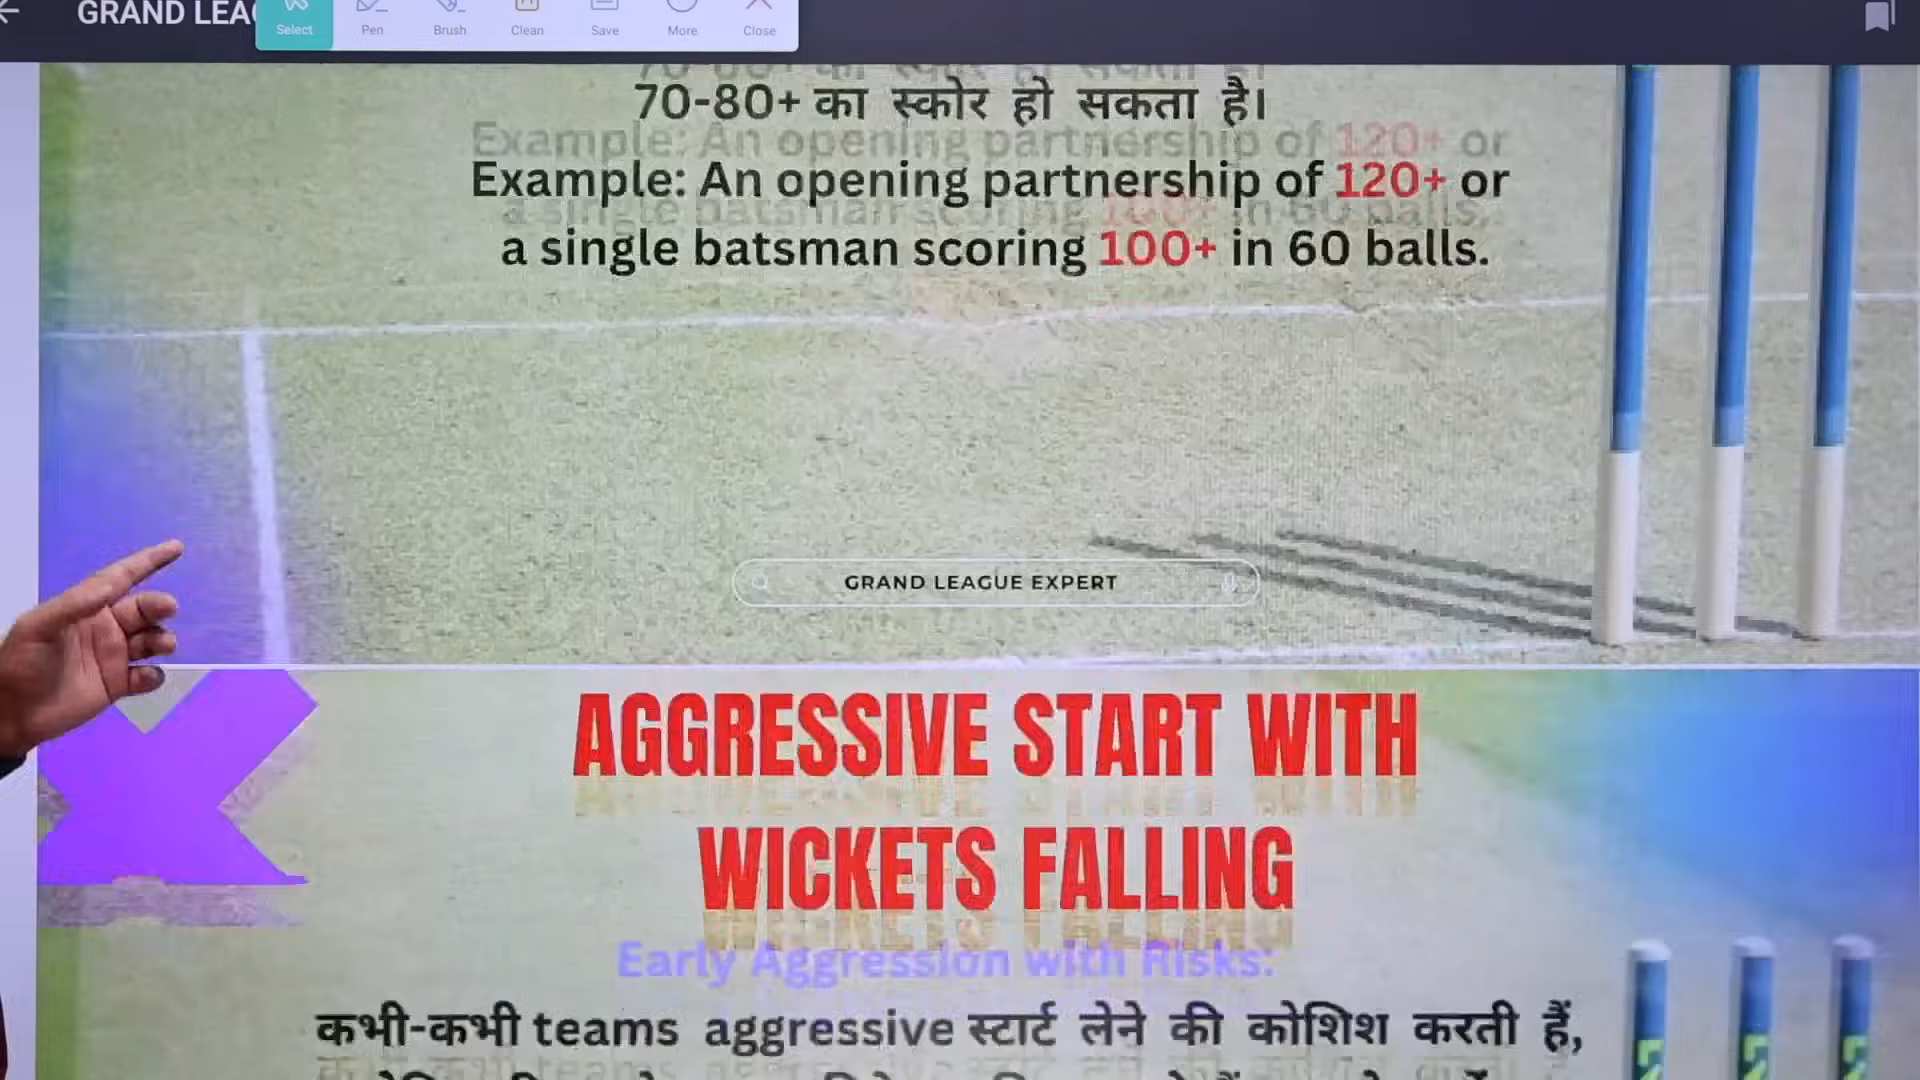 GRAND LEA
Select Pen Brush Clean Save More Close
70-80+ का स्कोर हो सकता है।
Example: An opening partnership of 120+ or
a single batsman scoring 100+ in 60 balls.
GRAND LEAGUE EXPERT
AGGRESSIVE START WITH
WICKETS FALLING
Early Aggression with Risks:
कभी-कभी teams aggressive स्टार्ट लेने की कोशिश करती हैं,